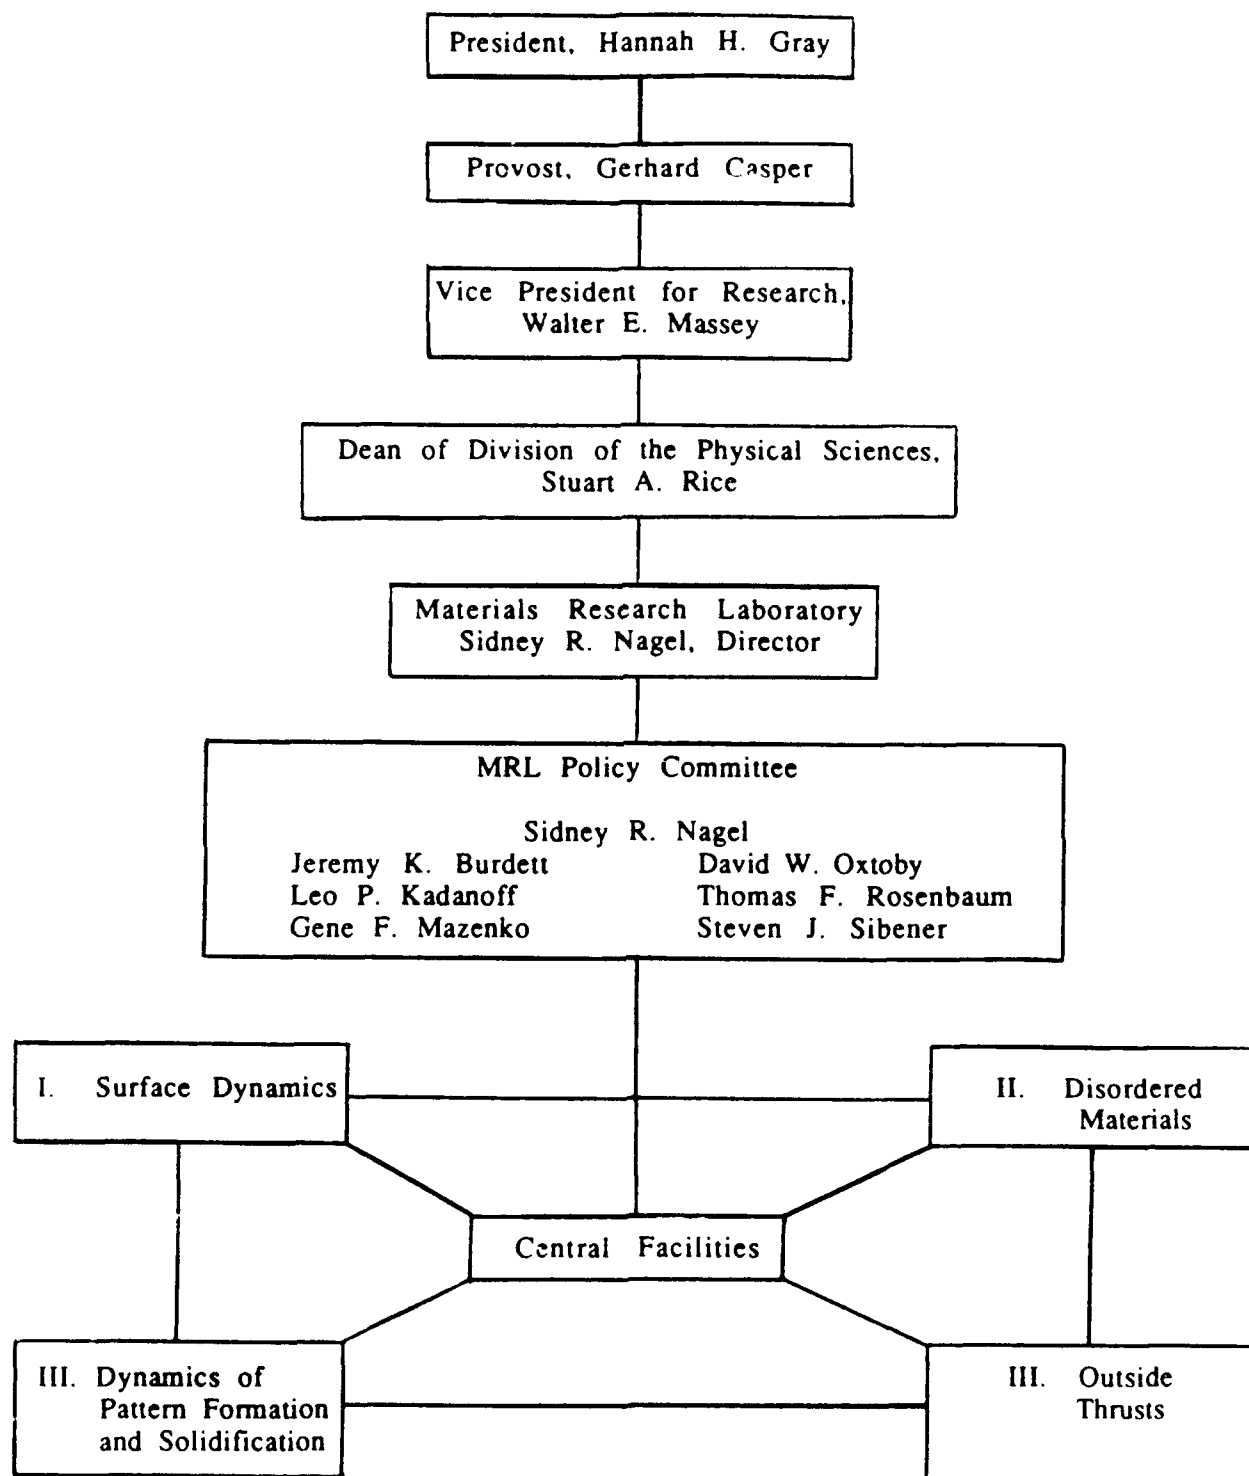 President, Hannah H. Gray
Provost, Gerhard Casper
Vice President for Research,
Walter E. Massey
Dean of Division of the Physical Sciences,
Stuart A. Rice
Materials Research Laboratory
Sidney R. Nagel, Director
MRL Policy Committee
Sidney R. Nagel
Jeremy K. Burdett David W. Oxtoby
Leo P. Kadanoff Thomas F. Rosenbaum
Gene F. Mazenko Steven J. Sibener
I. Surface Dynamics
II. Disordered
Materials
Central Facilities
III. Dynamics of
Pattern Formation
and Solidification
III. Outside
Thrusts